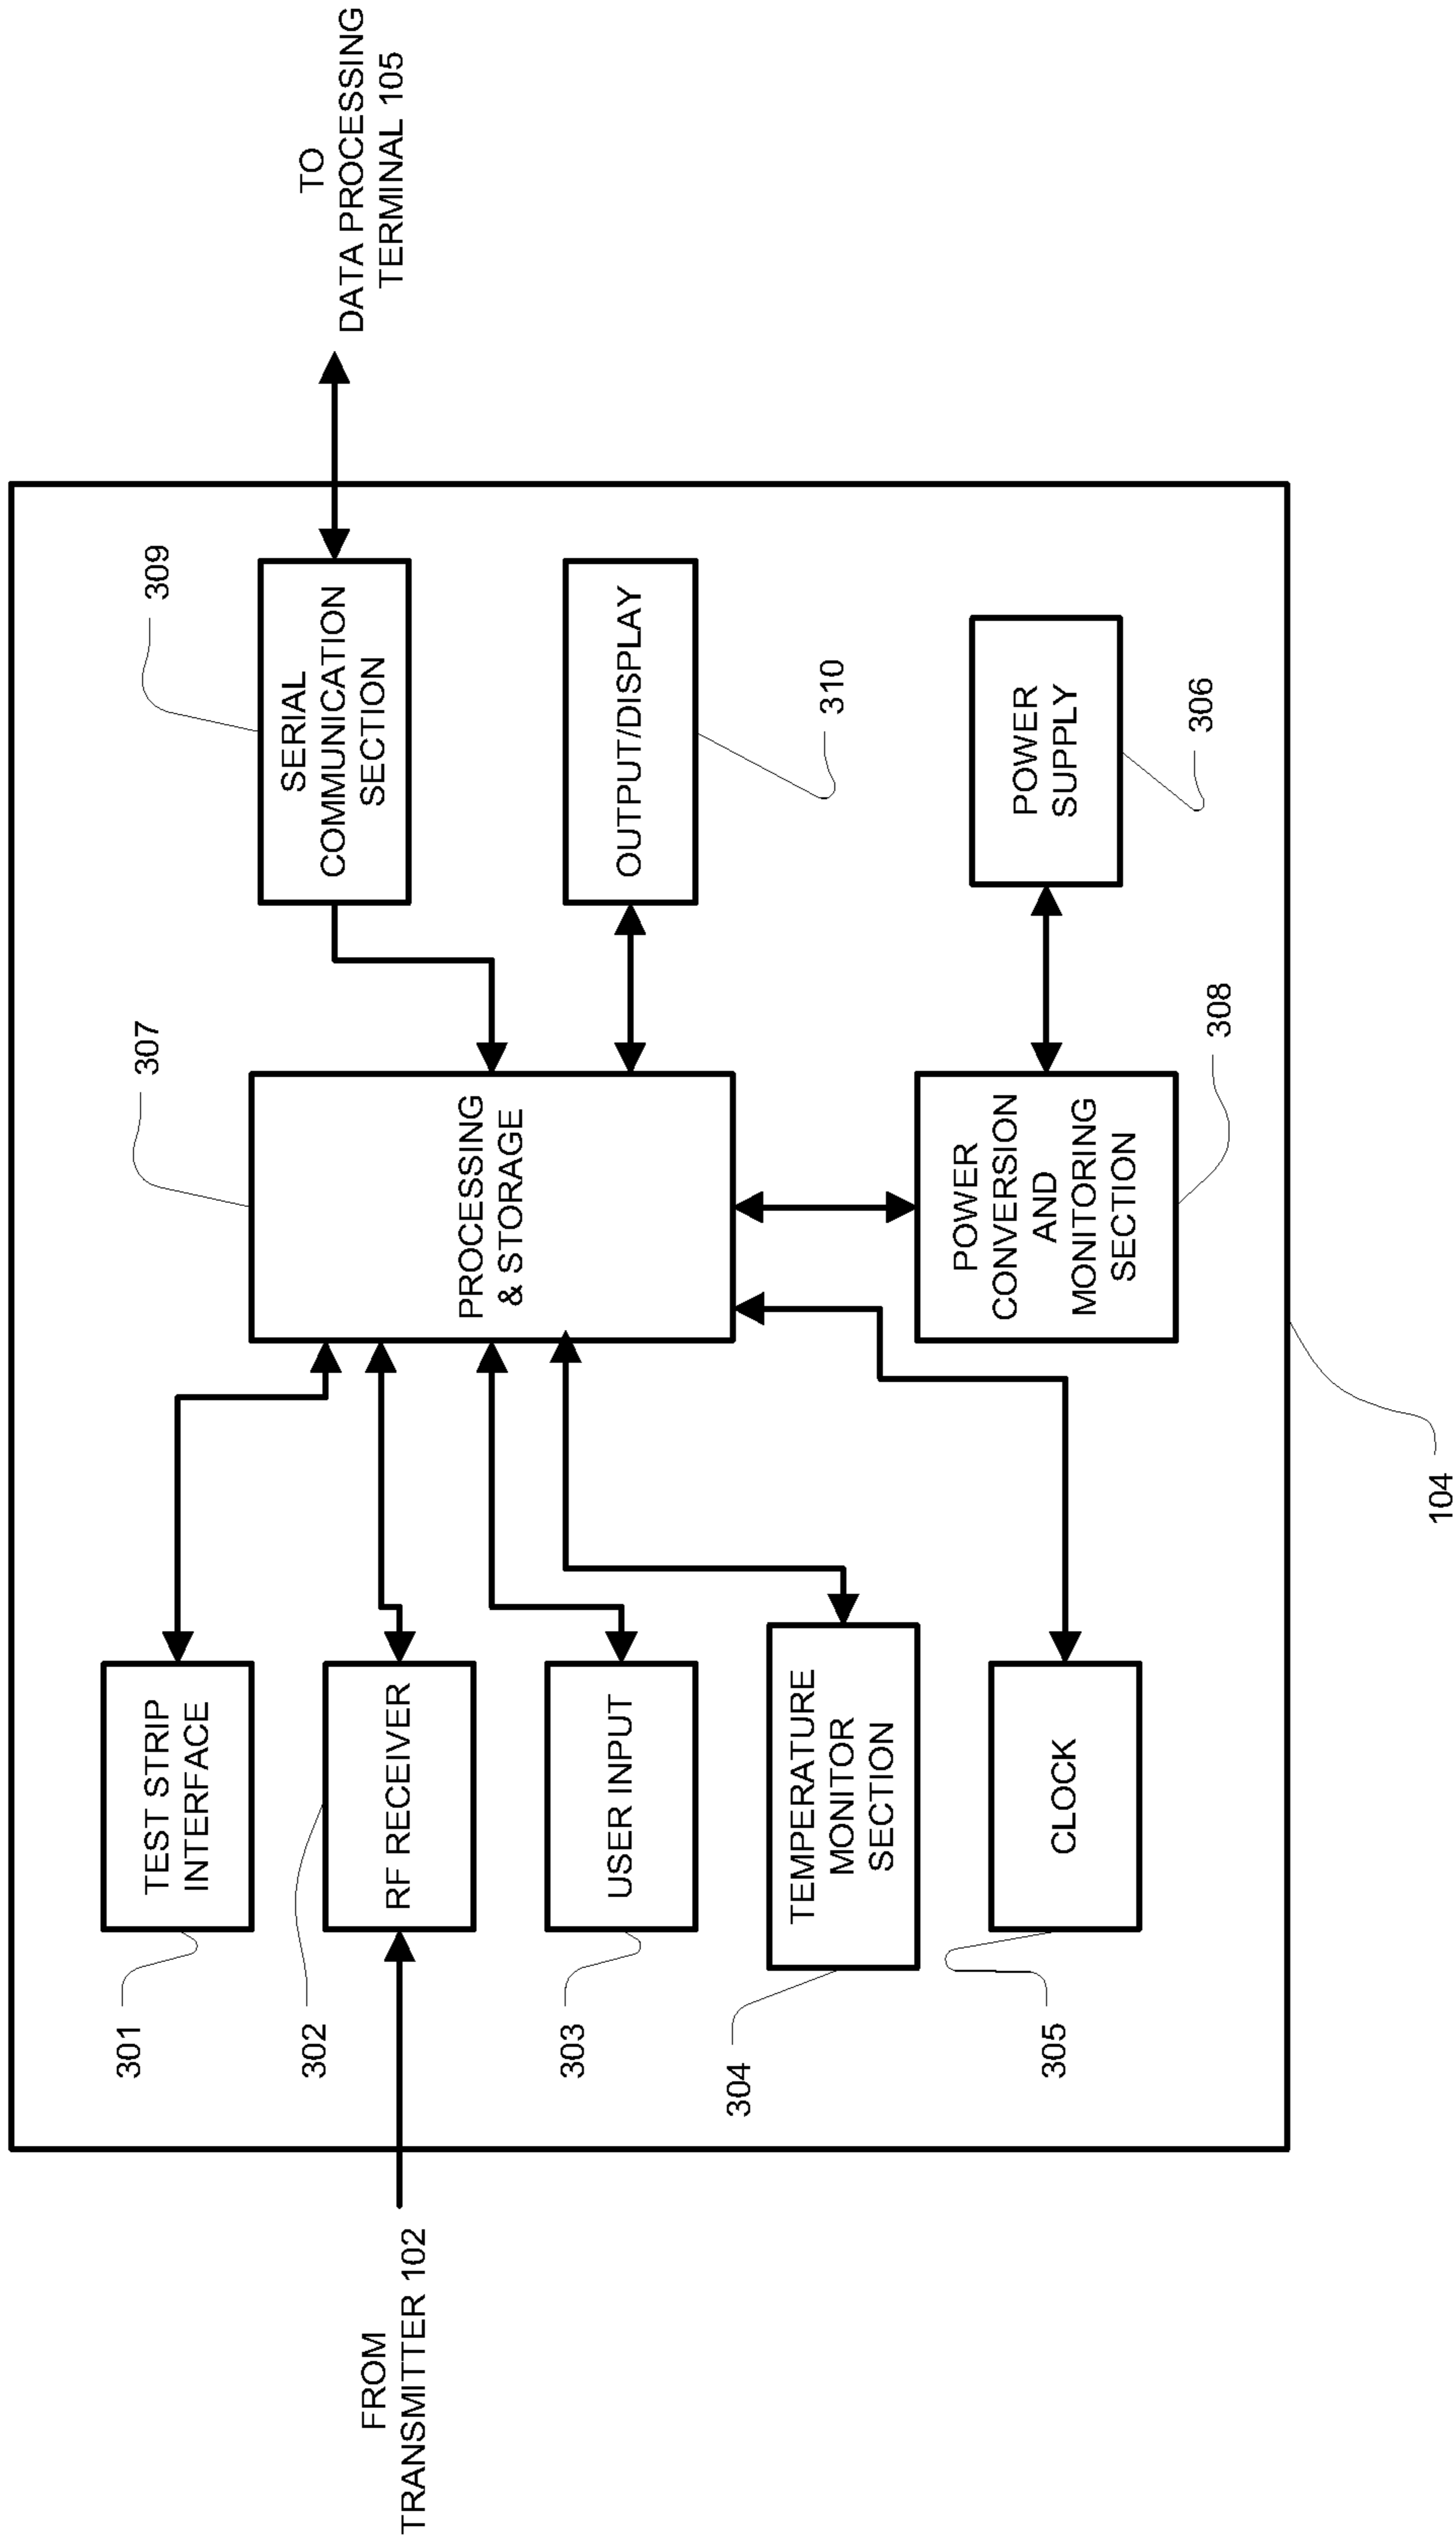 TO
DATA PROCESSING
TERMINAL 105
309
SERIAL
COMMUNICATION
SECTION
OUTPUT/DISPLAY
310
POWER
SUPPLY
306
307
PROCESSING
& STORAGE
POWER
CONVERSION
AND
MONITORING
SECTION
308
301
TEST STRIP
INTERFACE
302
RF RECEIVER
303
USER INPUT
304
TEMPERATURE
MONITOR
SECTION
305
CLOCK
104
FROM
TRANSMITTER 102